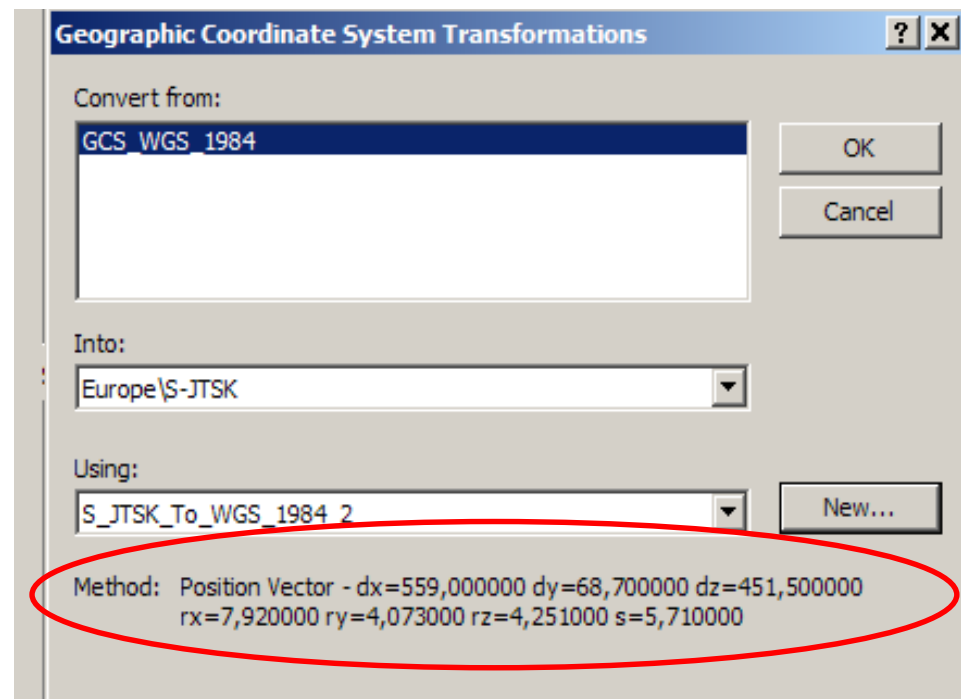 Geographic Coordinate System Transformations
Convert from:
GCS_WGS_1984
OK
Cancel
Into:
Europe\S-JTSK
Using:
S_JTSK_To_WGS_1984_2
New...
Method: Position Vector - dx=559,000000 dy=68,700000 dz=451,500000
rx=7,920000 ry=4,073000 rz=4,251000 s=5,710000